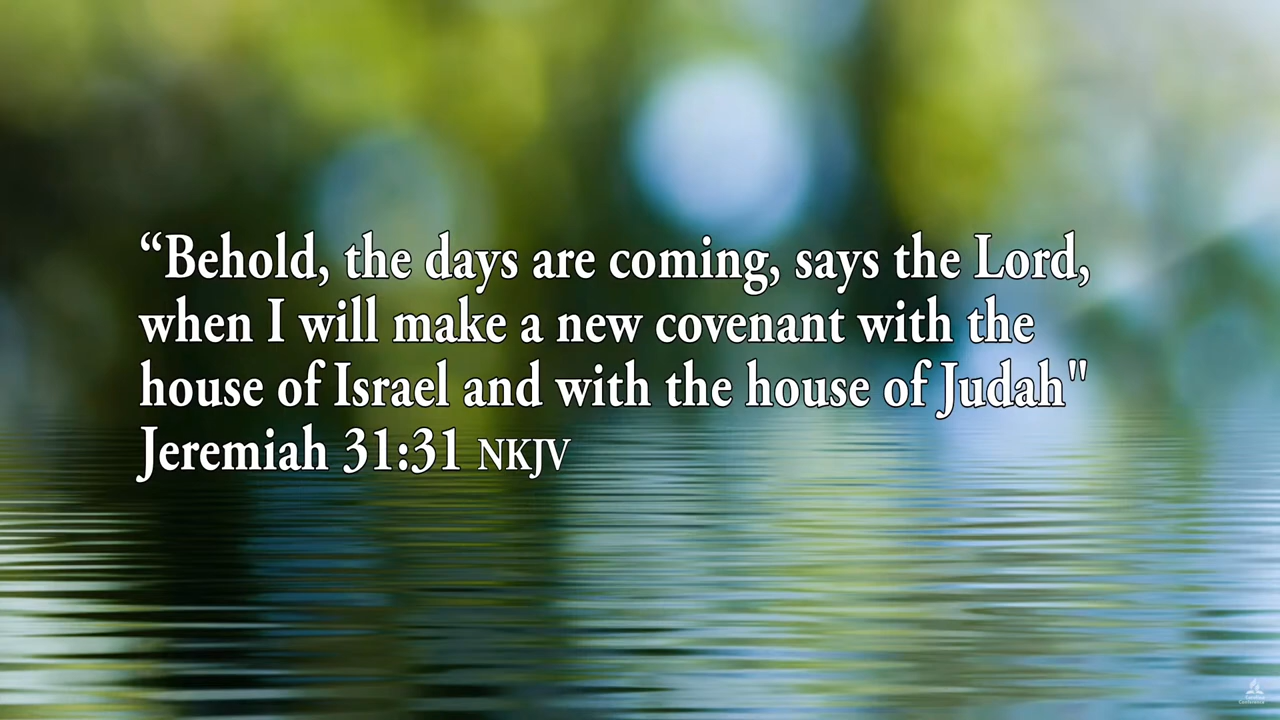 “Behold, the days are coming, says the Lord,
when I will make a new covenant with the
house of Israel and with the house of Judah"
Jeremiah 31:31 NKJV
Conference